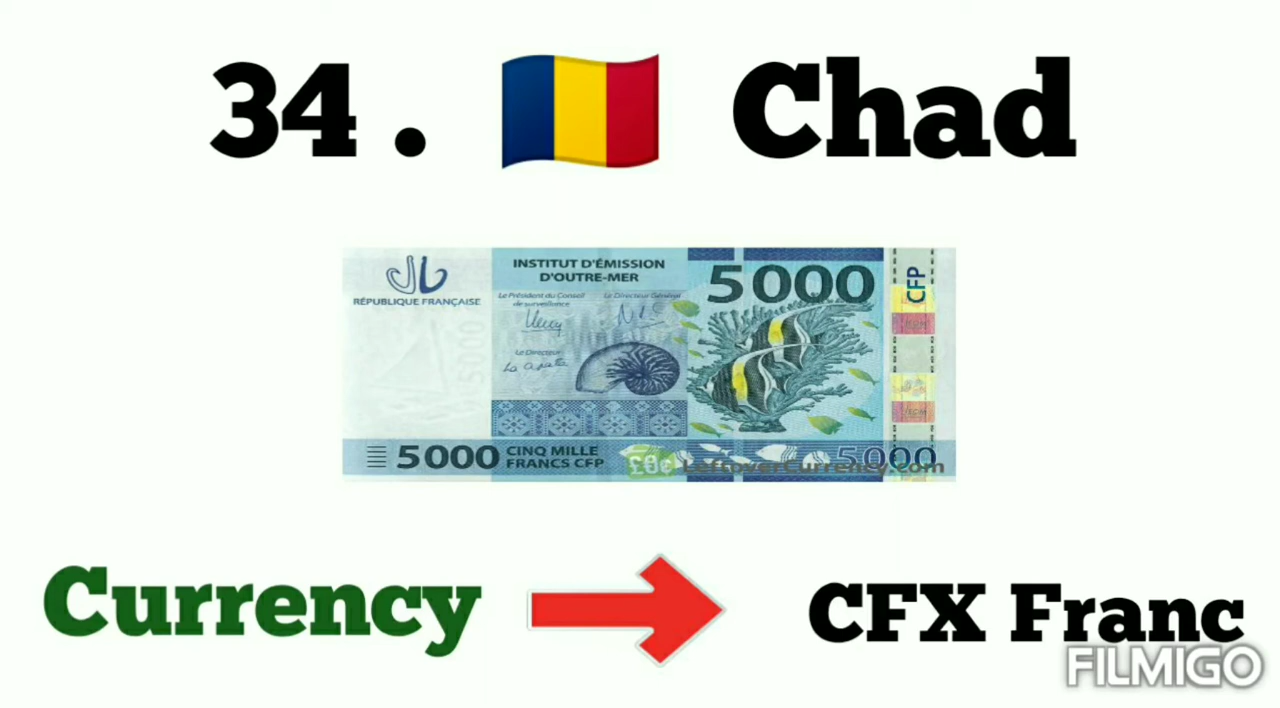 34. Chad
RÉPUBLIQUE FRANÇAISE
INSTITUT D'ÉMISSION
D'OUTRE-MER
Le Président du Conseil
de surveillance
Le Directeur Général
Le Directeur
5000
CFP
5000
CINQ MILLE
FRANCS CFP
5000
LeftoverCurrency.com
Currency
CFX Franc
FILMIGO